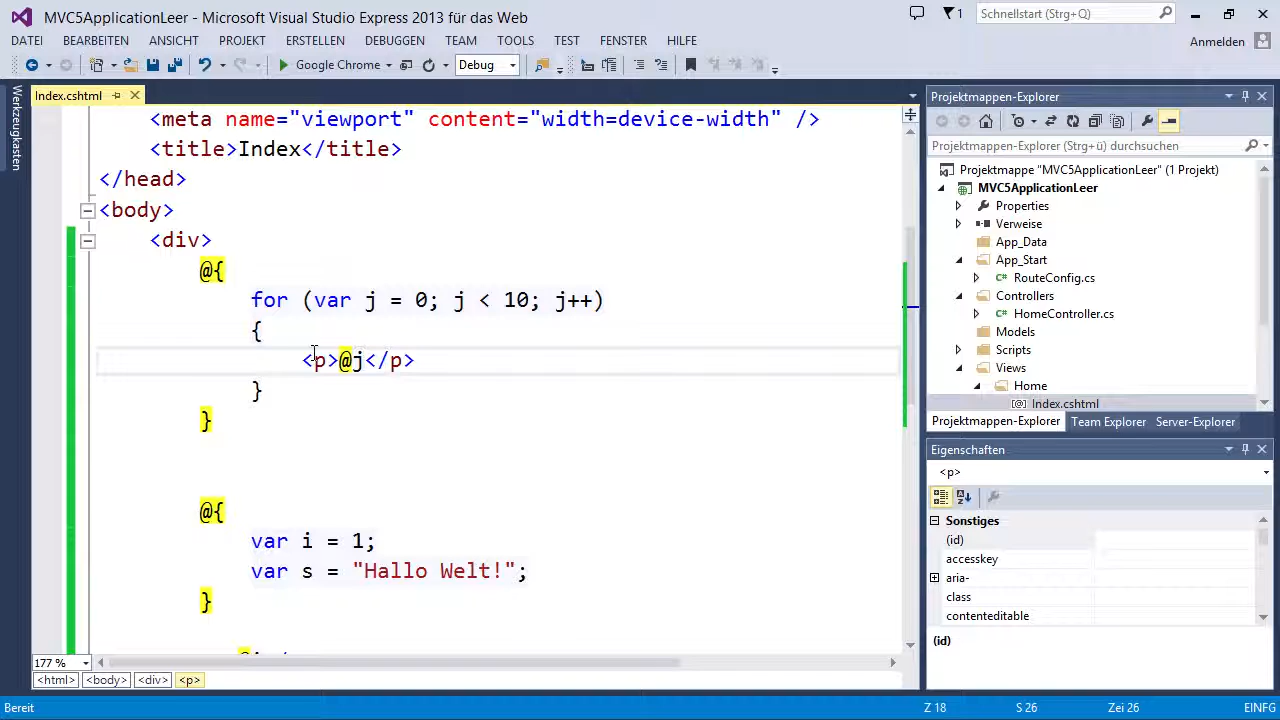 MVC5ApplicationLeer - Microsoft Visual Studio Express 2013 für das Web
1
Schnellstart (Strg+Q)
DATEI BEARBEITEN ANSICHT PROJEKT ERSTELLEN DEBUGGEN TEAM TOOLS TEST FENSTER HILFE
Anmelden
Google Chrome
Debug
Werkzeugkasten
Index.cshtml
<meta name="viewport" content="width=device-width" />
<title>Index</title>
</head>
<body>
<div>
@{
for (var j = 0; j < 10; j++)
{
<p>@j</p>
}
}
@{
var i = 1;
var s = "Hallo Welt!";
}
177 %
<html> <body> <div> <p>
Projektmappen-Explorer
Projektmappen-Explorer (Strg+ü) durchsuchen
Projektmappe "MVC5ApplicationLeer" (1 Projekt)
MVC5ApplicationLeer
Properties
Verweise
App_Data
App_Start
RouteConfig.cs
Controllers
HomeController.cs
Models
Scripts
Views
Home
Index.cshtml
Projektmappen-Explorer Team Explorer Server-Explorer
Eigenschaften
<p>
Sonstiges
(id)
accesskey
aria-
class
contenteditable
(id)
Bereit
Z 18 S 26 Zei 26 EINFG